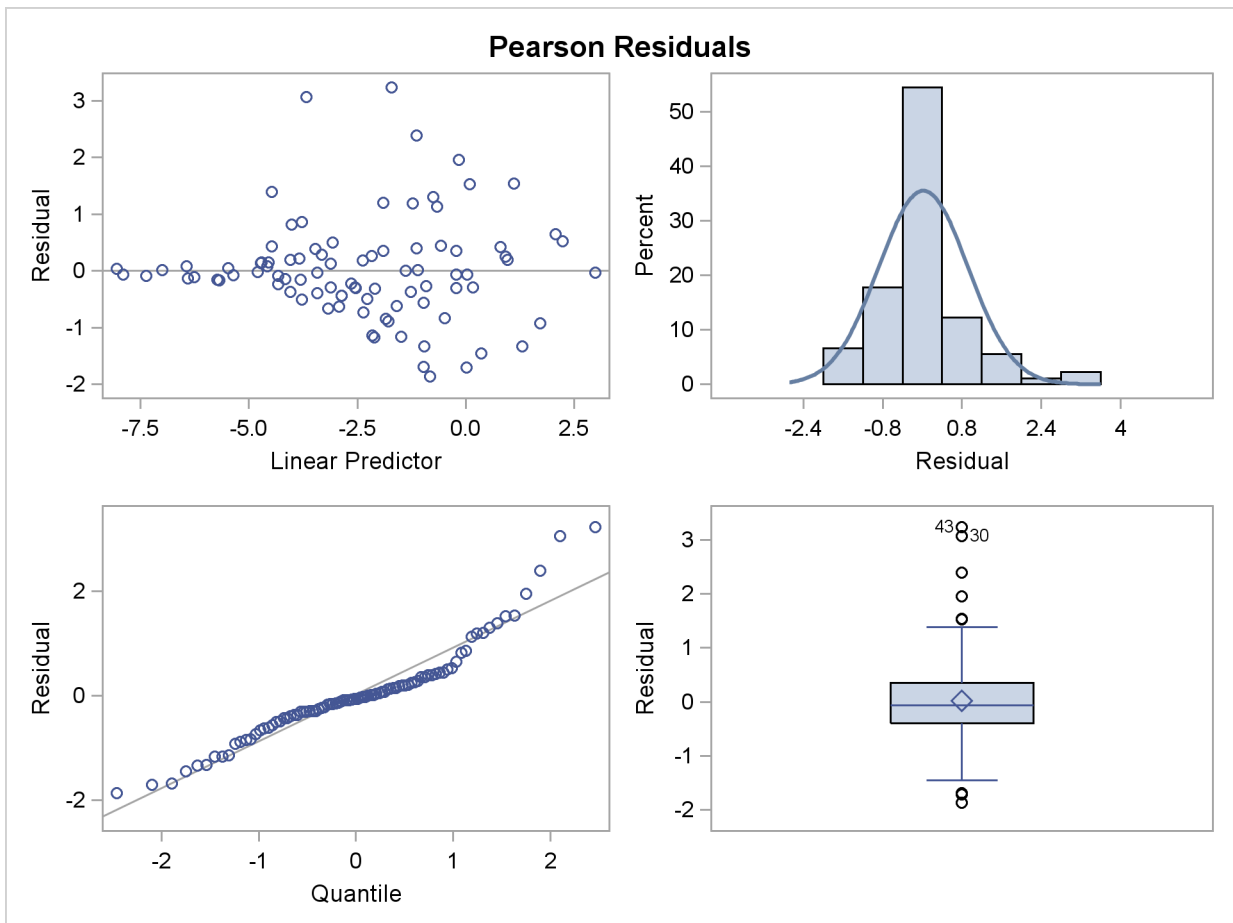 Pearson Residuals
Residual
3
2
1
0
-1
-2
-7.5 -5.0 -2.5 0.0 2.5
Linear Predictor
Percent
50
40
30
20
10
0
-2.4 -0.8 0.8 2.4 4
Residual
Residual
2
0
-2
-2 -1 0 1 2
Quantile
Residual
3
2
1
0
-1
-2
43 30